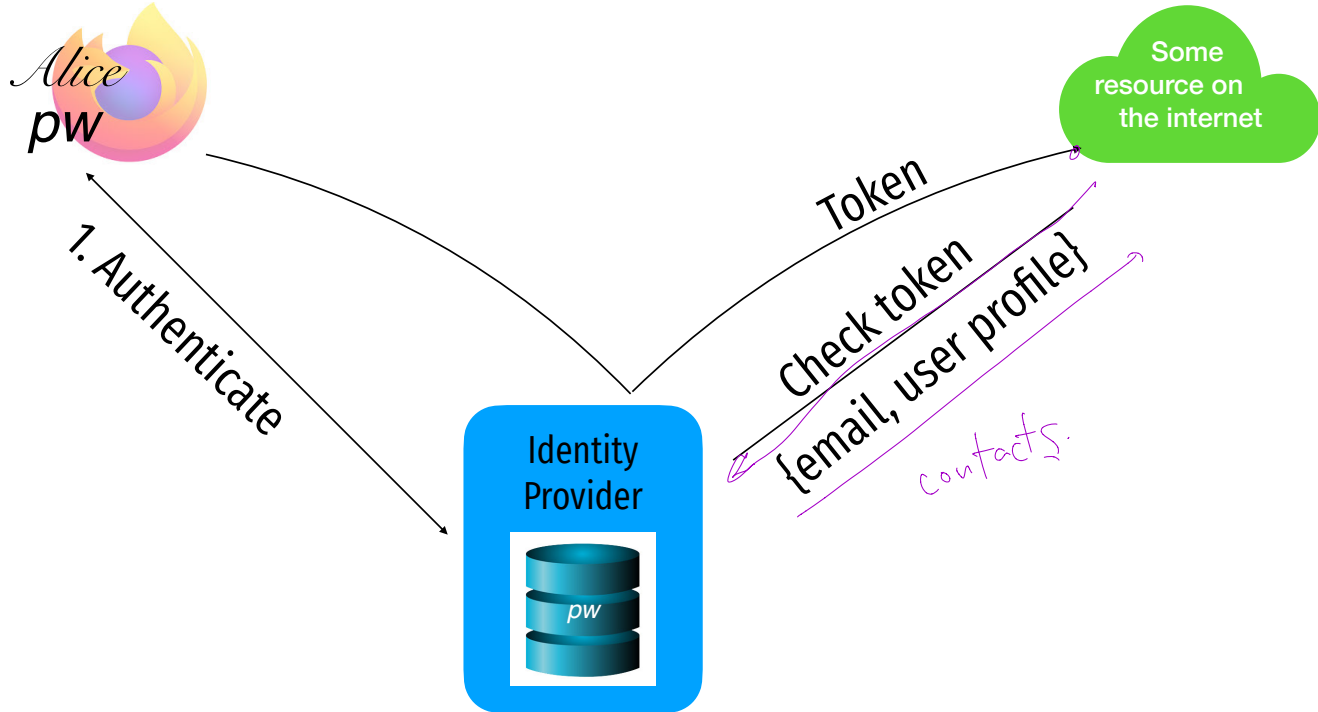 Alice
pw
Some
resource on
the internet
Token
1. Authenticate
Check token
{email, user profile}
contacts.
Identity
Provider
pw